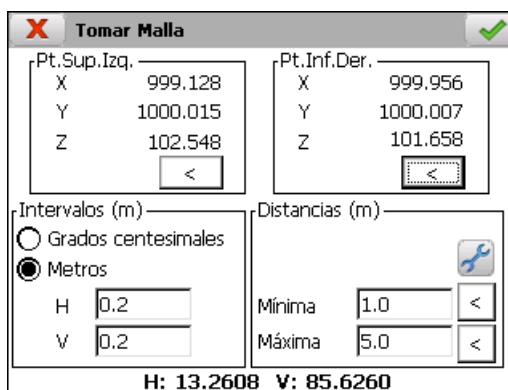 Tomar Malla
Pt.Sup.Izq.
X 999.128
Y 1000.015
Z 102.548
<
Pt.Inf.Der.
X 999.956
Y 1000.007
Z 101.658
<
Intervalos (m)
Grados centesimales
Metros
H 0.2
V 0.2
Distancias (m)
Mínima 1.0 <
Máxima 5.0 <
H: 13.2608 V: 85.6260